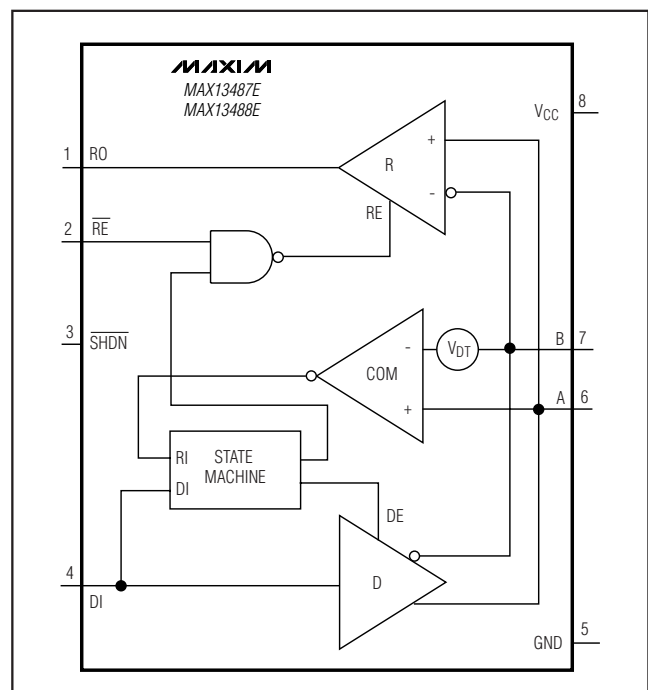 MAXIM
MAX13487E
MAX13488E
8
VCC
1 RO
R
+
-
RE
2 RE
3 SHDN
COM
-
+
VDT
B 7
A 6
RI
DI
STATE
MACHINE
DE
D
4
DI
GND 5